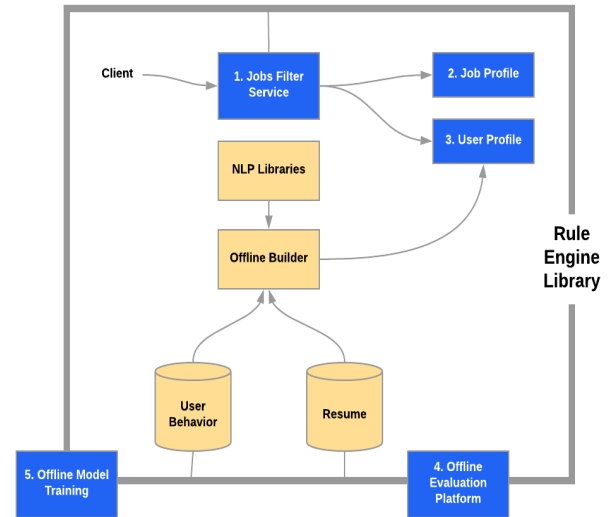 Client
1. Jobs Filter
Service
2. Job Profile
3. User Profile
NLP Libraries
Rule
Engine
Library
Offline Builder
User
Behavior
Resume
5. Offline Model
Training
4. Offline
Evaluation
Platform